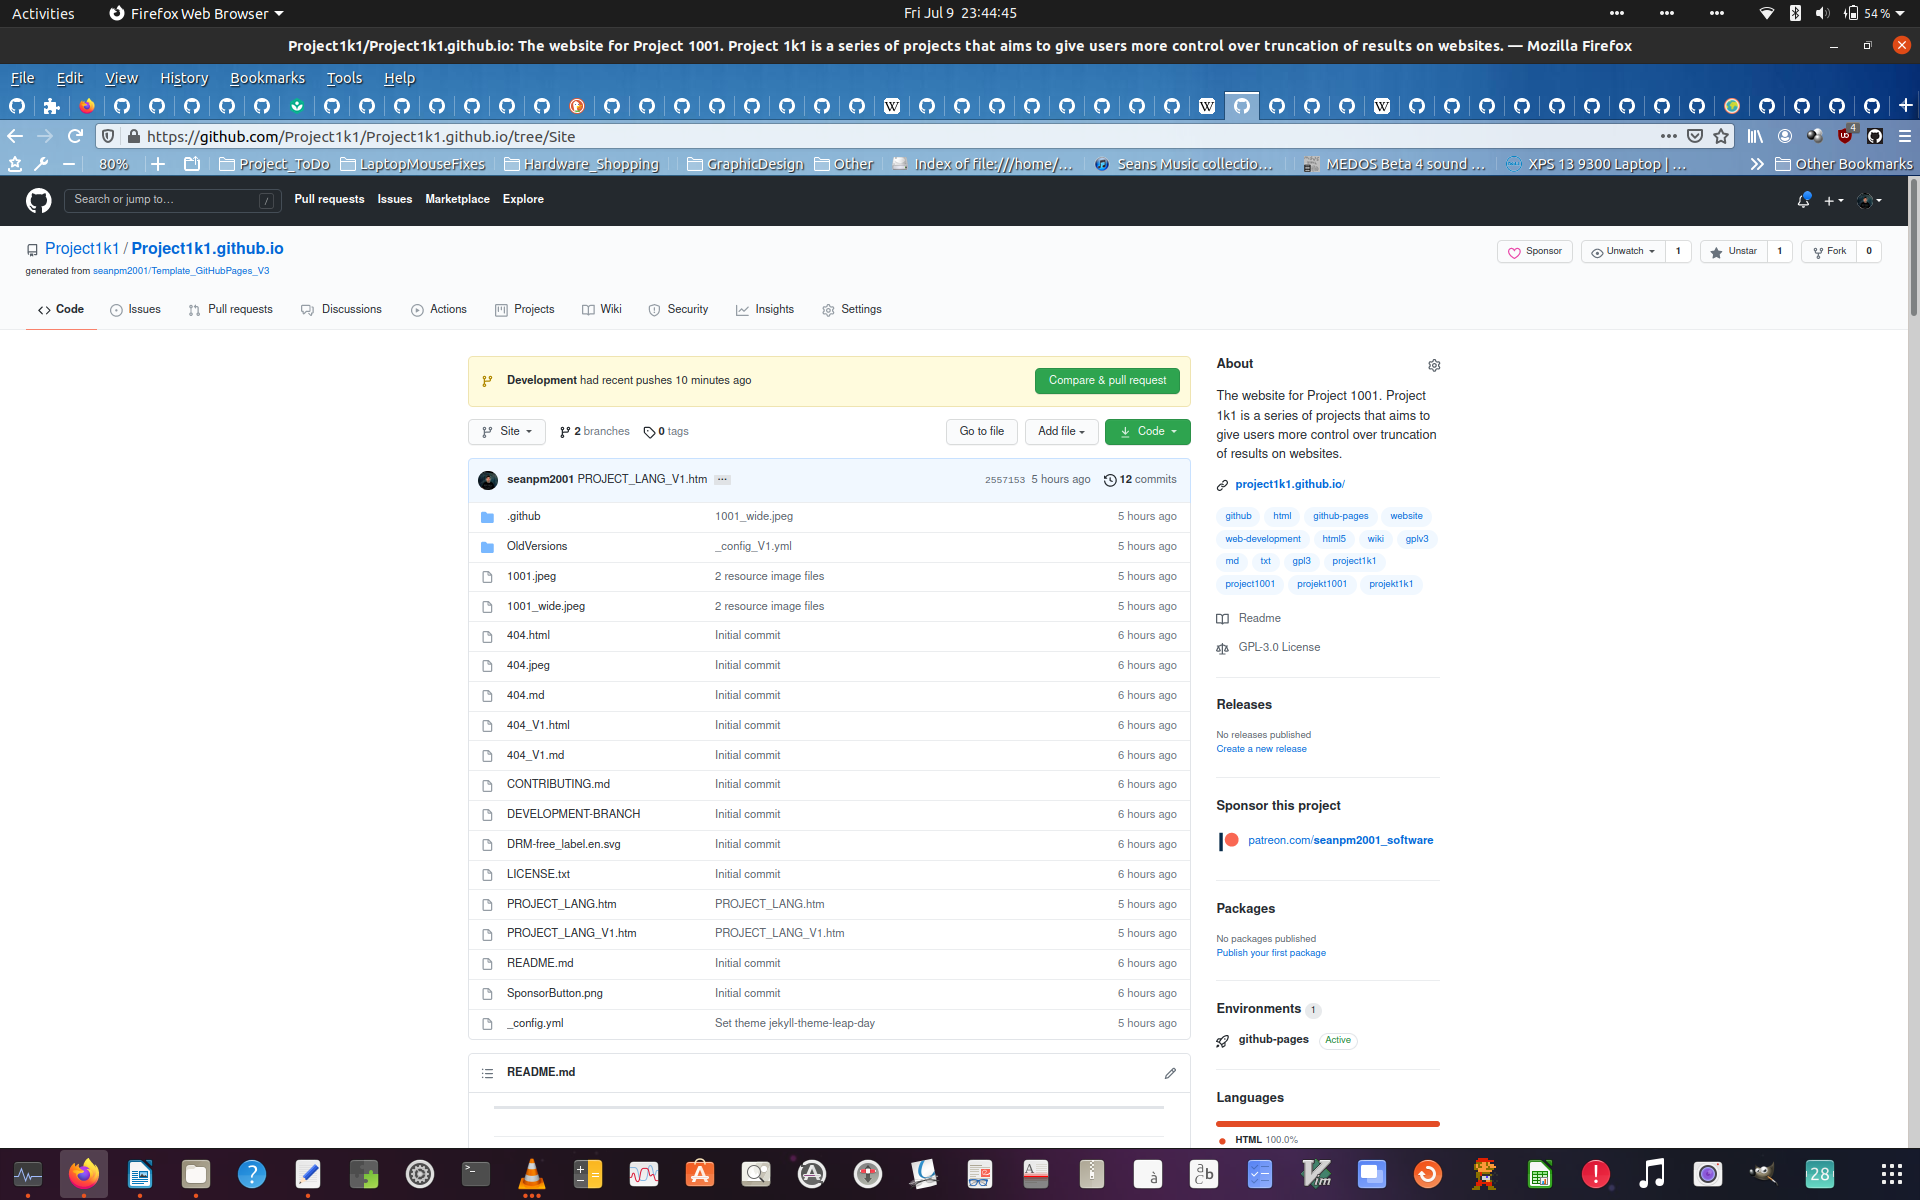 Activities Firefox Web Browser Fri Jul 9 23:44:45 54 %
Project1k1/Project1k1.github.io: The website for Project 1001. Project 1k1 is a series of projects that aims to give users more control over truncation of results on websites. — Mozilla Firefox
File Edit View History Bookmarks Tools Help
https://github.com/Project1k1/Project1k1.github.io/tree/Site 4
80% Project_ToDo LaptopMouseFixes Hardware_Shopping GraphicDesign Other Index of file:///home/... Seans Music collectio... MEDOS Beta 4 sound ... XPS 13 9300 Laptop | ... Other Bookmarks
Search or jump to... / Pull requests Issues Marketplace Explore
Project1k1 / Project1k1.github.io Sponsor Unwatch 1 Unstar 1 Fork 0
generated from seanpm2001/Template_GitHubPages_V3
Code Issues Pull requests Discussions Actions Projects Wiki Security Insights Settings
Development had recent pushes 10 minutes ago Compare & pull request
Site 2 branches 0 tags Go to file Add file Code
seanpm2001 PROJECT_LANG_V1.htm ... 2557153 5 hours ago 12 commits
.github 1001_wide.jpeg 5 hours ago
OldVersions _config_V1.yml 5 hours ago
1001.jpeg 2 resource image files 5 hours ago
1001_wide.jpeg 2 resource image files 5 hours ago
404.html Initial commit 6 hours ago
404.jpeg Initial commit 6 hours ago
404.md Initial commit 6 hours ago
404_V1.html Initial commit 6 hours ago
404_V1.md Initial commit 6 hours ago
CONTRIBUTING.md Initial commit 6 hours ago
DEVELOPMENT-BRANCH Initial commit 6 hours ago
DRM-free_label.en.svg Initial commit 6 hours ago
LICENSE.txt Initial commit 6 hours ago
PROJECT_LANG.htm PROJECT_LANG.htm 5 hours ago
PROJECT_LANG_V1.htm PROJECT_LANG_V1.htm 5 hours ago
README.md Initial commit 6 hours ago
SponsorButton.png Initial commit 6 hours ago
_config.yml Set theme jekyll-theme-leap-day 5 hours ago
README.md
About
The website for Project 1001. Project
1k1 is a series of projects that aims to
give users more control over truncation
of results on websites.
project1k1.github.io/
github html github-pages website
web-development html5 wiki gplv3
md txt gpl3 project1k1
project1001 projekt1001 projekt1k1
Readme
GPL-3.0 License
Releases
No releases published
Create a new release
Sponsor this project
patreon.com/seanpm2001_software
Packages
No packages published
Publish your first package
Environments 1
github-pages Active
Languages
HTML 100.0%
28